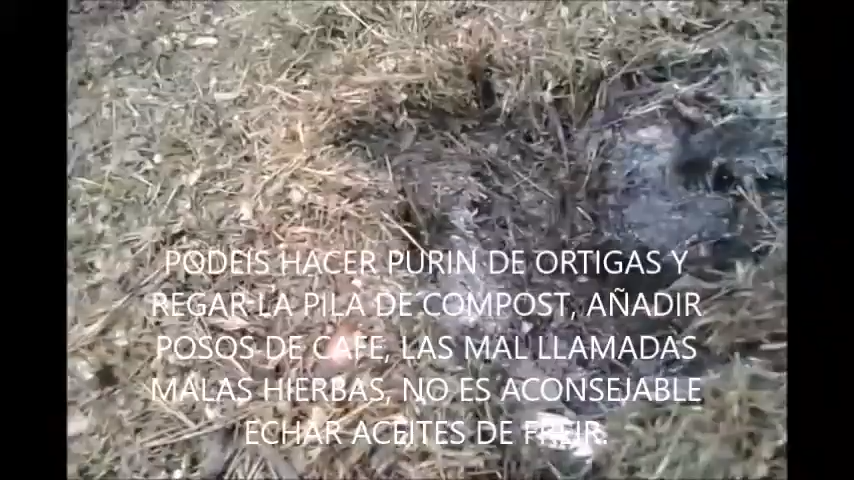 PODEIS HACER PURIN DE ORTIGAS Y
REGAR LA PILA DE COMPOST, AÑADIR
POSOS DE CAFE, LAS MAL LLAMADAS
MALAS HIERBAS, NO ES ACONSEJABLE
ECHAR ACEITES DE FREIR.